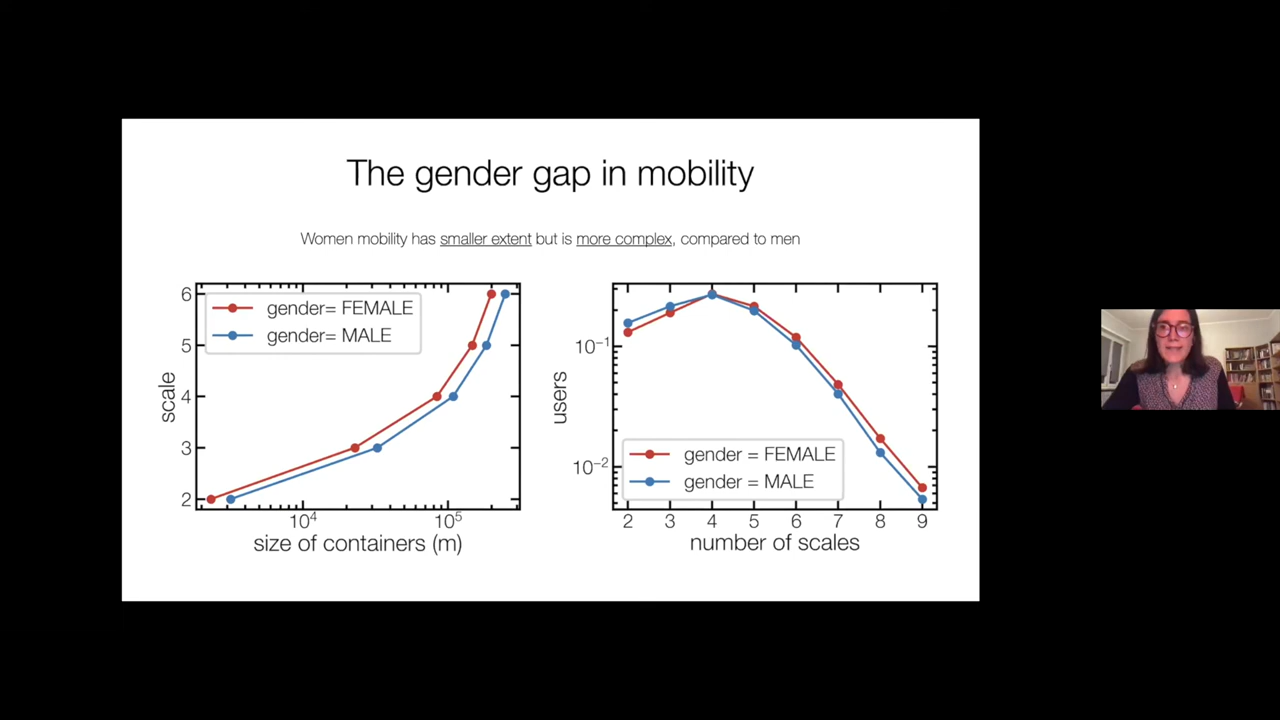 The gender gap in mobility
Women mobility has smaller extent but is more complex, compared to men
gender= FEMALE
gender= MALE
6
5
4
3
2
scale
10⁴
10⁵
size of containers (m)
users
10⁻¹
10⁻²
gender = FEMALE
gender = MALE
2 3 4 5 6 7 8 9
number of scales